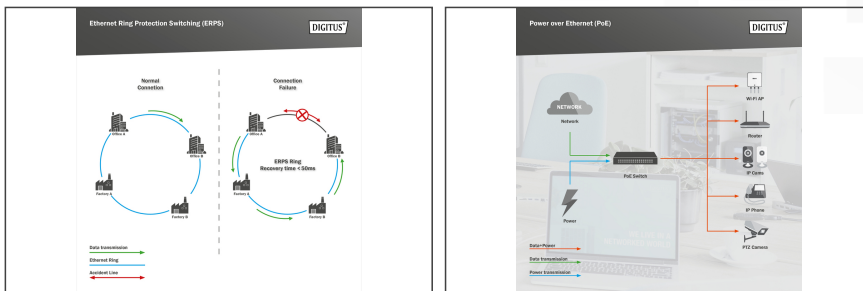 Ethernet Ring Protection Switching (ERPS)
DIGITUS®
Normal
Connetion
Connection
Failure
Office A
Office B
Factory A
Factory B
Office A
Office B
ERPS Ring
Recovery time <50ms
Factory A
Factory B
Data transmission
Ethernet Ring
Accident Line
Power over Ethernet (PoE)
DIGITUS®
NETWORK
Network
PoE Switch
Power
Wi-Fi AP
Router
IP Cams
IP Phone
PTZ Camera
Data+Power
Data transmission
Power transmission